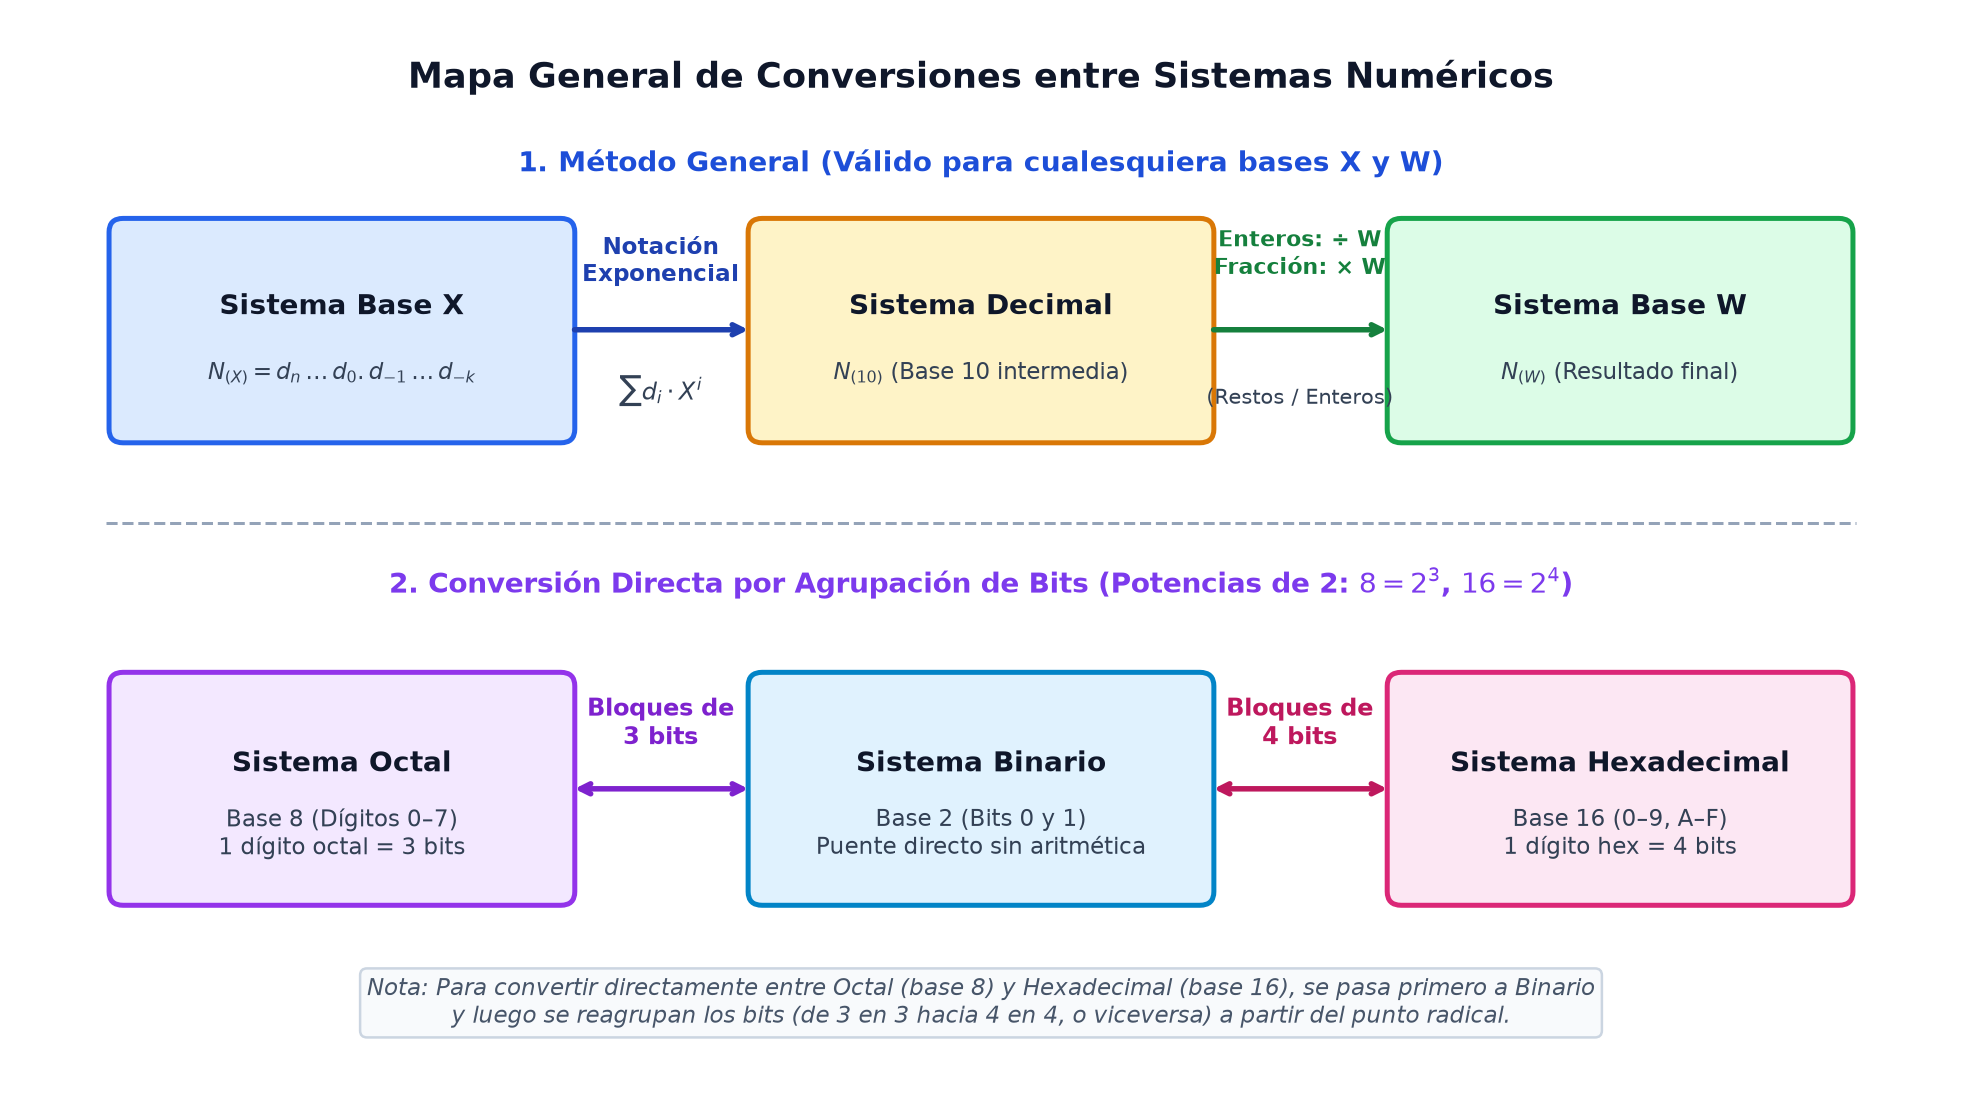 Mapa General de Conversiones entre Sistemas Numéricos
1. Método General (Válido para cualesquiera bases X y W)
Sistema Base X
N(X) = dn … d0. d−1 … d−k
Notación
Exponencial
∑di · X^i
Sistema Decimal
N(10) (Base 10 intermedia)
Enteros: ÷ W
Fracción: × W
(Restos / Enteros)
Sistema Base W
N(W) (Resultado final)
2. Conversión Directa por Agrupación de Bits (Potencias de 2: 8 = 2³, 16 = 2⁴)
Sistema Octal
Base 8 (Dígitos 0–7)
1 dígito octal = 3 bits
Bloques de
3 bits
Sistema Binario
Base 2 (Bits 0 y 1)
Puente directo sin aritmética
Bloques de
4 bits
Sistema Hexadecimal
Base 16 (0–9, A–F)
1 dígito hex = 4 bits
Nota: Para convertir directamente entre Octal (base 8) y Hexadecimal (base 16), se pasa primero a Binario
y luego se reagrupan los bits (de 3 en 3 hacia 4 en 4, o viceversa) a partir del punto radical.